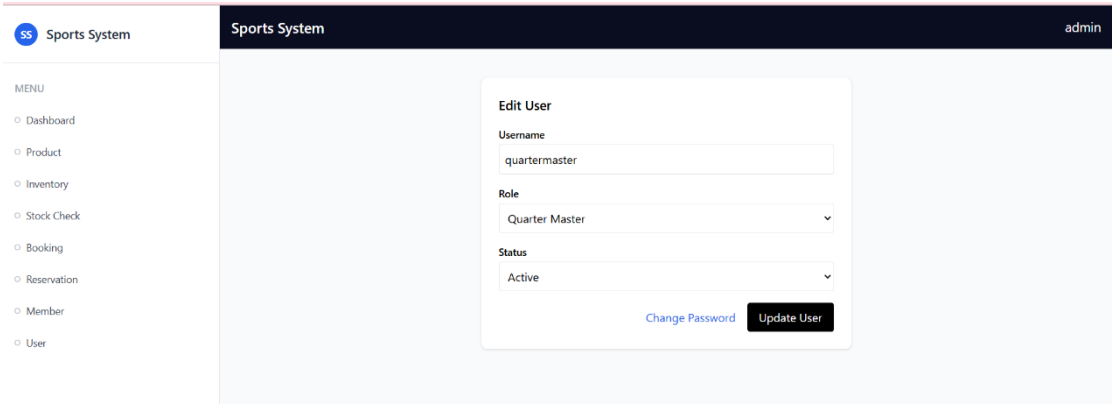 SS Sports System
MENU
Dashboard
Product
Inventory
Stock Check
Booking
Reservation
Member
User
Sports System
admin
Edit User
Username
quartermaster
Role
Quarter Master
Status
Active
Change Password
Update User